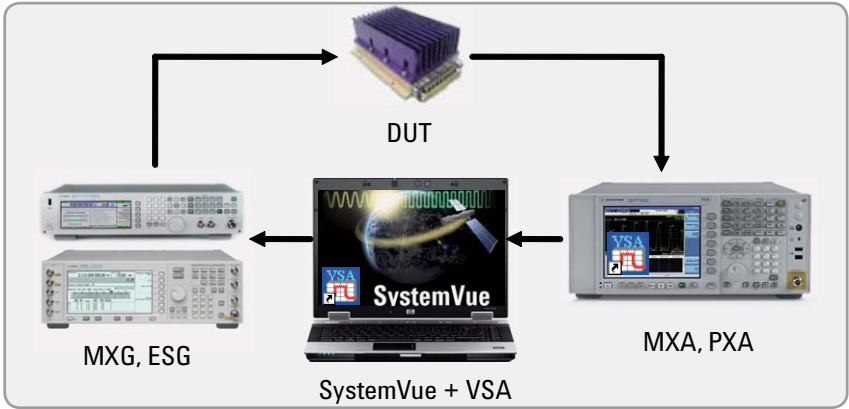 DUT
VSA
SystemVue
VSA
MXG, ESG
MXA, PXA
SystemVue + VSA